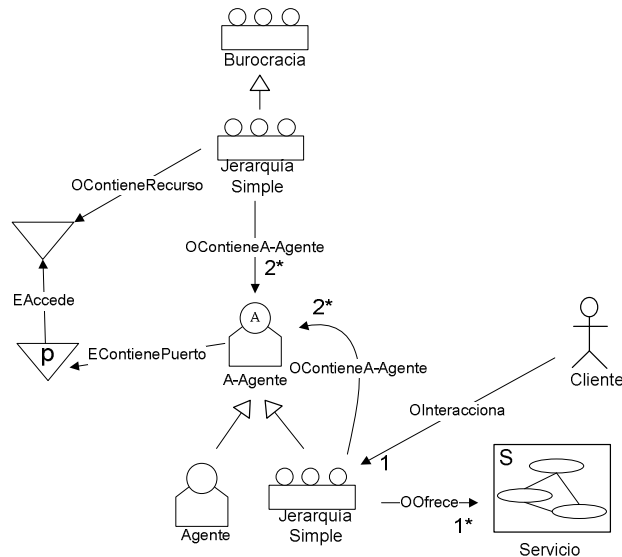 Burocracia
Jerarquía
Simple
OContieneRecurso
OContieneA-Agente
2*
EAccede
A
2*
p
EContienePuerto
A-Agente
OContieneA-Agente
Cliente
OInteracciona
1
S
Agente
Jerarquía
Simple
OOfrece
1*
Servicio